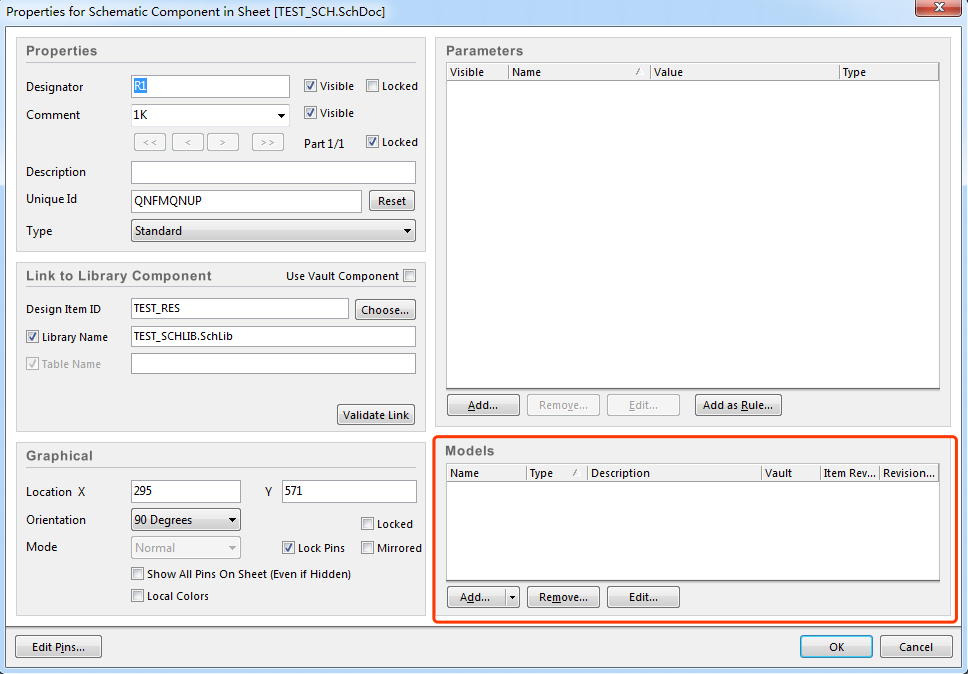 Properties for Schematic Component in Sheet [TEST_SCH.SchDoc]
Properties
Designator R1 Visible Locked
Comment 1K Visible
<< < > >> Part 1/1 Locked
Description
Unique Id QNFMQNUP Reset
Type Standard
Link to Library Component Use Vault Component
Design Item ID TEST_RES Choose...
Library Name TEST_SCHLIB.SchLib
Table Name
Validate Link
Graphical
Location X 295 Y 571
Orientation 90 Degrees Locked
Mode Normal Lock Pins Mirrored
Show All Pins On Sheet (Even if Hidden)
Local Colors
Parameters
Visible Name / Value Type
Add... Remove... Edit... Add as Rule...
Models
Name Type / Description Vault Item Rev... Revision...
Add... Remove... Edit...
Edit Pins... OK Cancel